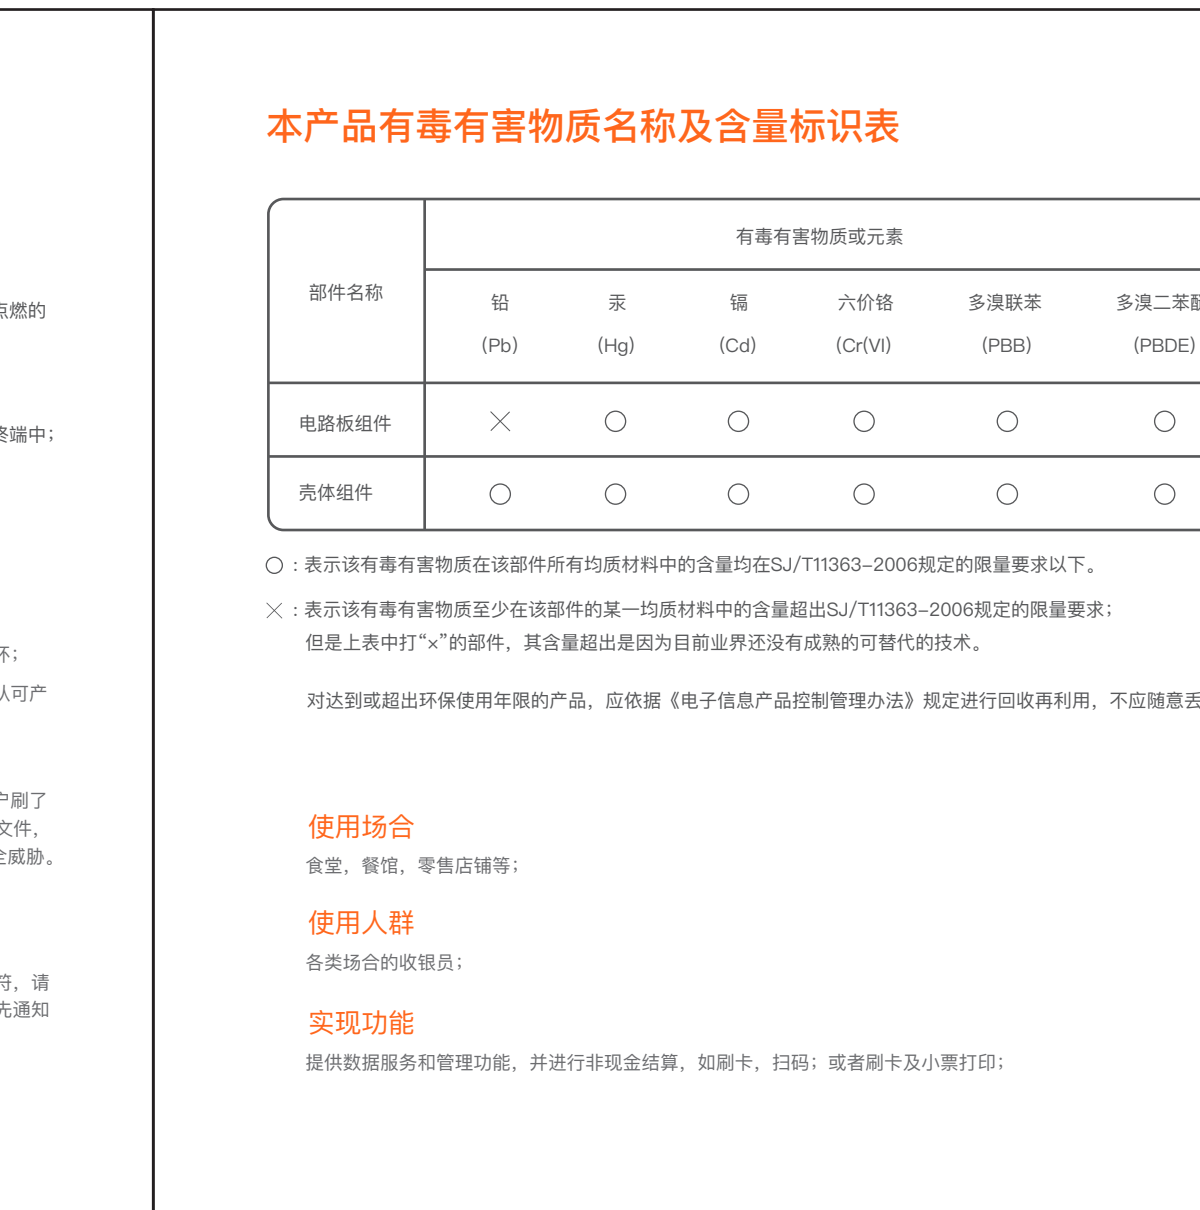 点燃的
终端中；
坏；
认可产
户刷了
文件，
全威胁。
符，请
先通知
本产品有毒有害物质名称及含量标识表
部件名称
有毒有害物质或元素
铅 汞 镉 六价铬 多溴联苯 多溴二苯醚
(Pb) (Hg) (Cd) (Cr(VI) (PBB) (PBDE)
电路板组件 × ○ ○ ○ ○ ○
壳体组件 ○ ○ ○ ○ ○ ○
○：表示该有毒有害物质在该部件所有均质材料中的含量均在SJ/T11363-2006规定的限量要求以下。
×：表示该有毒有害物质至少在该部件的某一均质材料中的含量超出SJ/T11363-2006规定的限量要求；
但是上表中打“×”的部件，其含量超出是因为目前业界还没有成熟的可替代的技术。
对达到或超出环保使用年限的产品，应依据《电子信息产品控制管理办法》规定进行回收再利用，不应随意丢
使用场合
食堂，餐馆，零售店铺等；
使用人群
各类场合的收银员；
实现功能
提供数据服务和管理功能，并进行非现金结算，如刷卡，扫码；或者刷卡及小票打印；